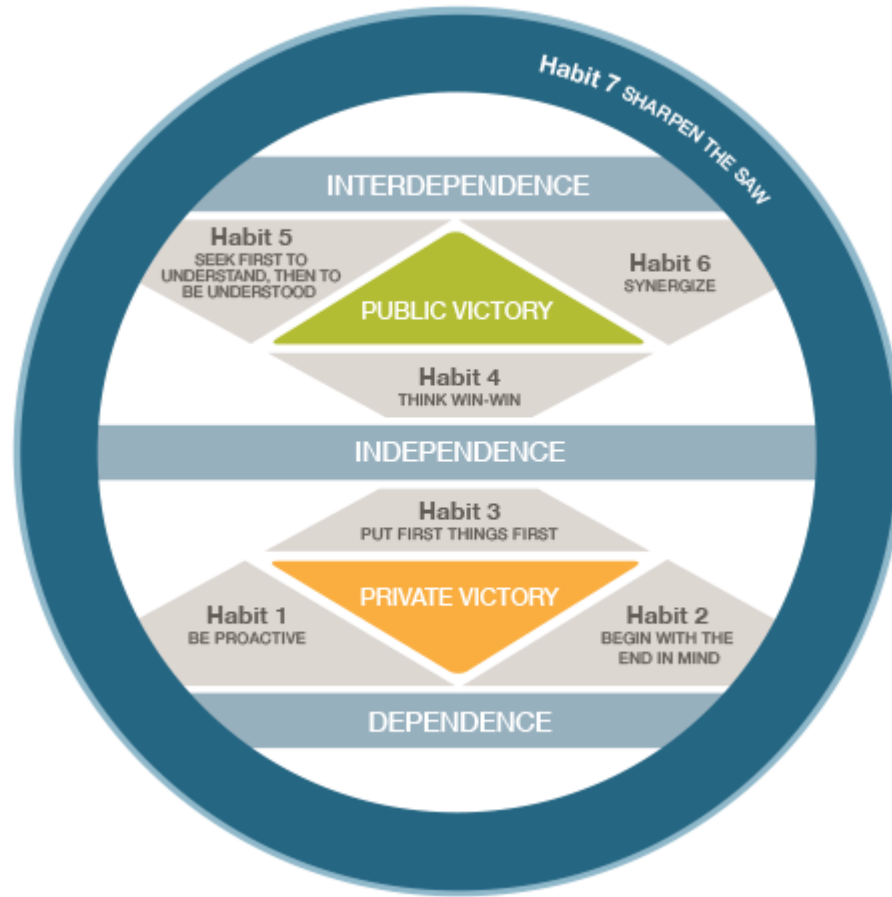 Habit 7 SHARPEN THE SAW
INTERDEPENDENCE
Habit 5
SEEK FIRST TO
UNDERSTAND, THEN TO
BE UNDERSTOOD
Habit 6
SYNERGIZE
PUBLIC VICTORY
Habit 4
THINK WIN-WIN
INDEPENDENCE
Habit 3
PUT FIRST THINGS FIRST
PRIVATE VICTORY
Habit 1
BE PROACTIVE
Habit 2
BEGIN WITH THE
END IN MIND
DEPENDENCE